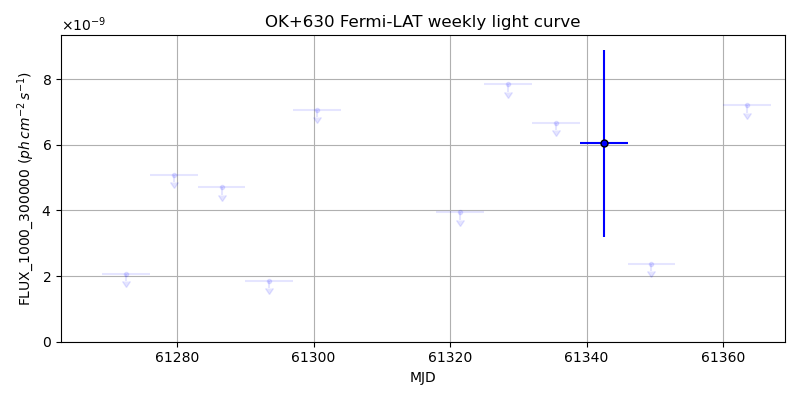 OK+630 Fermi-LAT weekly light curve
×10⁻⁹
FLUX_1000_300000 (ph cm⁻² s⁻¹)
8
6
4
2
0
61280 61300 61320 61340 61360
MJD